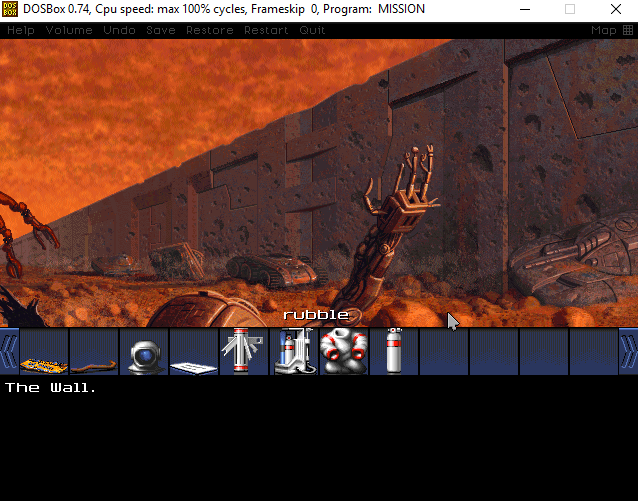 DOSBox 0.74, Cpu speed: max 100% cycles, Frameskip 0, Program: MISSION
Help Volume Undo Save Restore Restart Quit Map
rubble
The Wall.